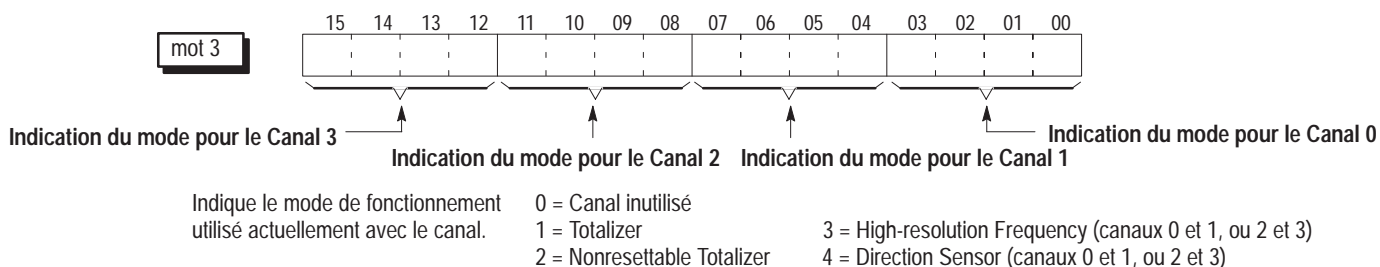 15 14 13 12 11 10 09 08 07 06 05 04 03 02 01 00
mot 3
Indication du mode pour le Canal 3
Indication du mode pour le Canal 2
Indication du mode pour le Canal 1
Indication du mode pour le Canal 0
Indique le mode de fonctionnement
utilisé actuellement avec le canal.
0 = Canal inutilisé
1 = Totalizer
2 = Nonresettable Totalizer
3 = High-resolution Frequency (canaux 0 et 1, ou 2 et 3)
4 = Direction Sensor (canaux 0 et 1, ou 2 et 3)